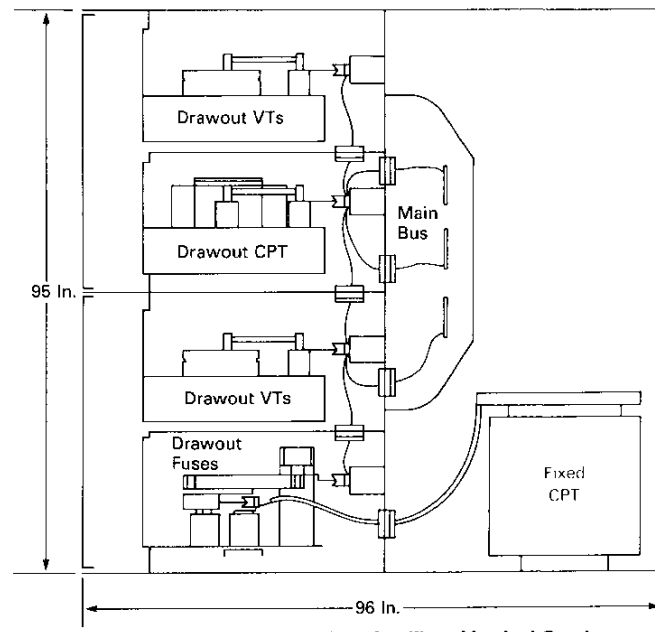 Drawout VTs
Drawout CPT
Main
Bus
95 In.
Drawout VTs
Drawout
Fuses
Fixed
CPT
96 In.